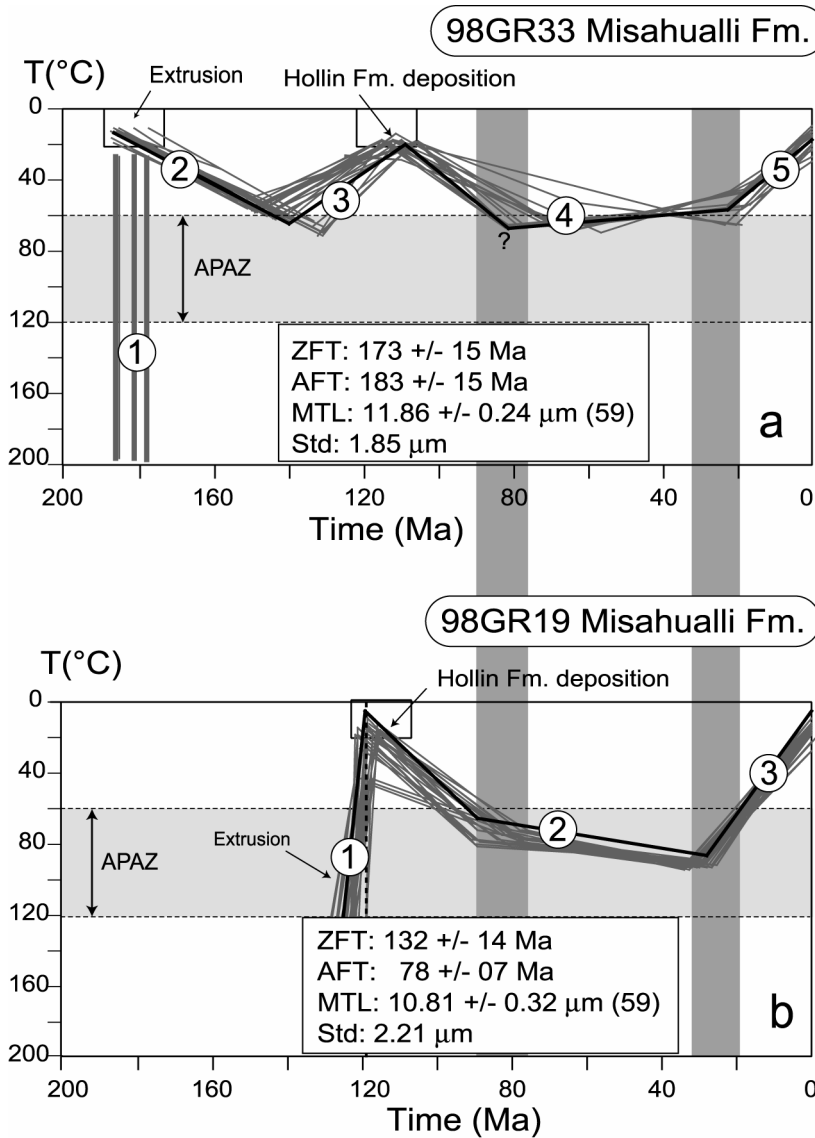 98GR33 Misahualli Fm.
T(°C)
Extrusion
Hollin Fm. deposition
0
40
80
120
160
200
2
3
4
5
?
APAZ
1
ZFT: 173 +/- 15 Ma
AFT: 183 +/- 15 Ma
MTL: 11.86 +/- 0.24 μm (59)
Std: 1.85 μm
a
200 160 120 80 40 0
Time (Ma)
98GR19 Misahualli Fm.
T(°C)
Hollin Fm. deposition
0
40
80
120
160
200
3
2
1
Extrusion
APAZ
ZFT: 132 +/- 14 Ma
AFT: 78 +/- 07 Ma
MTL: 10.81 +/- 0.32 μm (59)
Std: 2.21 μm
b
200 160 120 80 40 0
Time (Ma)